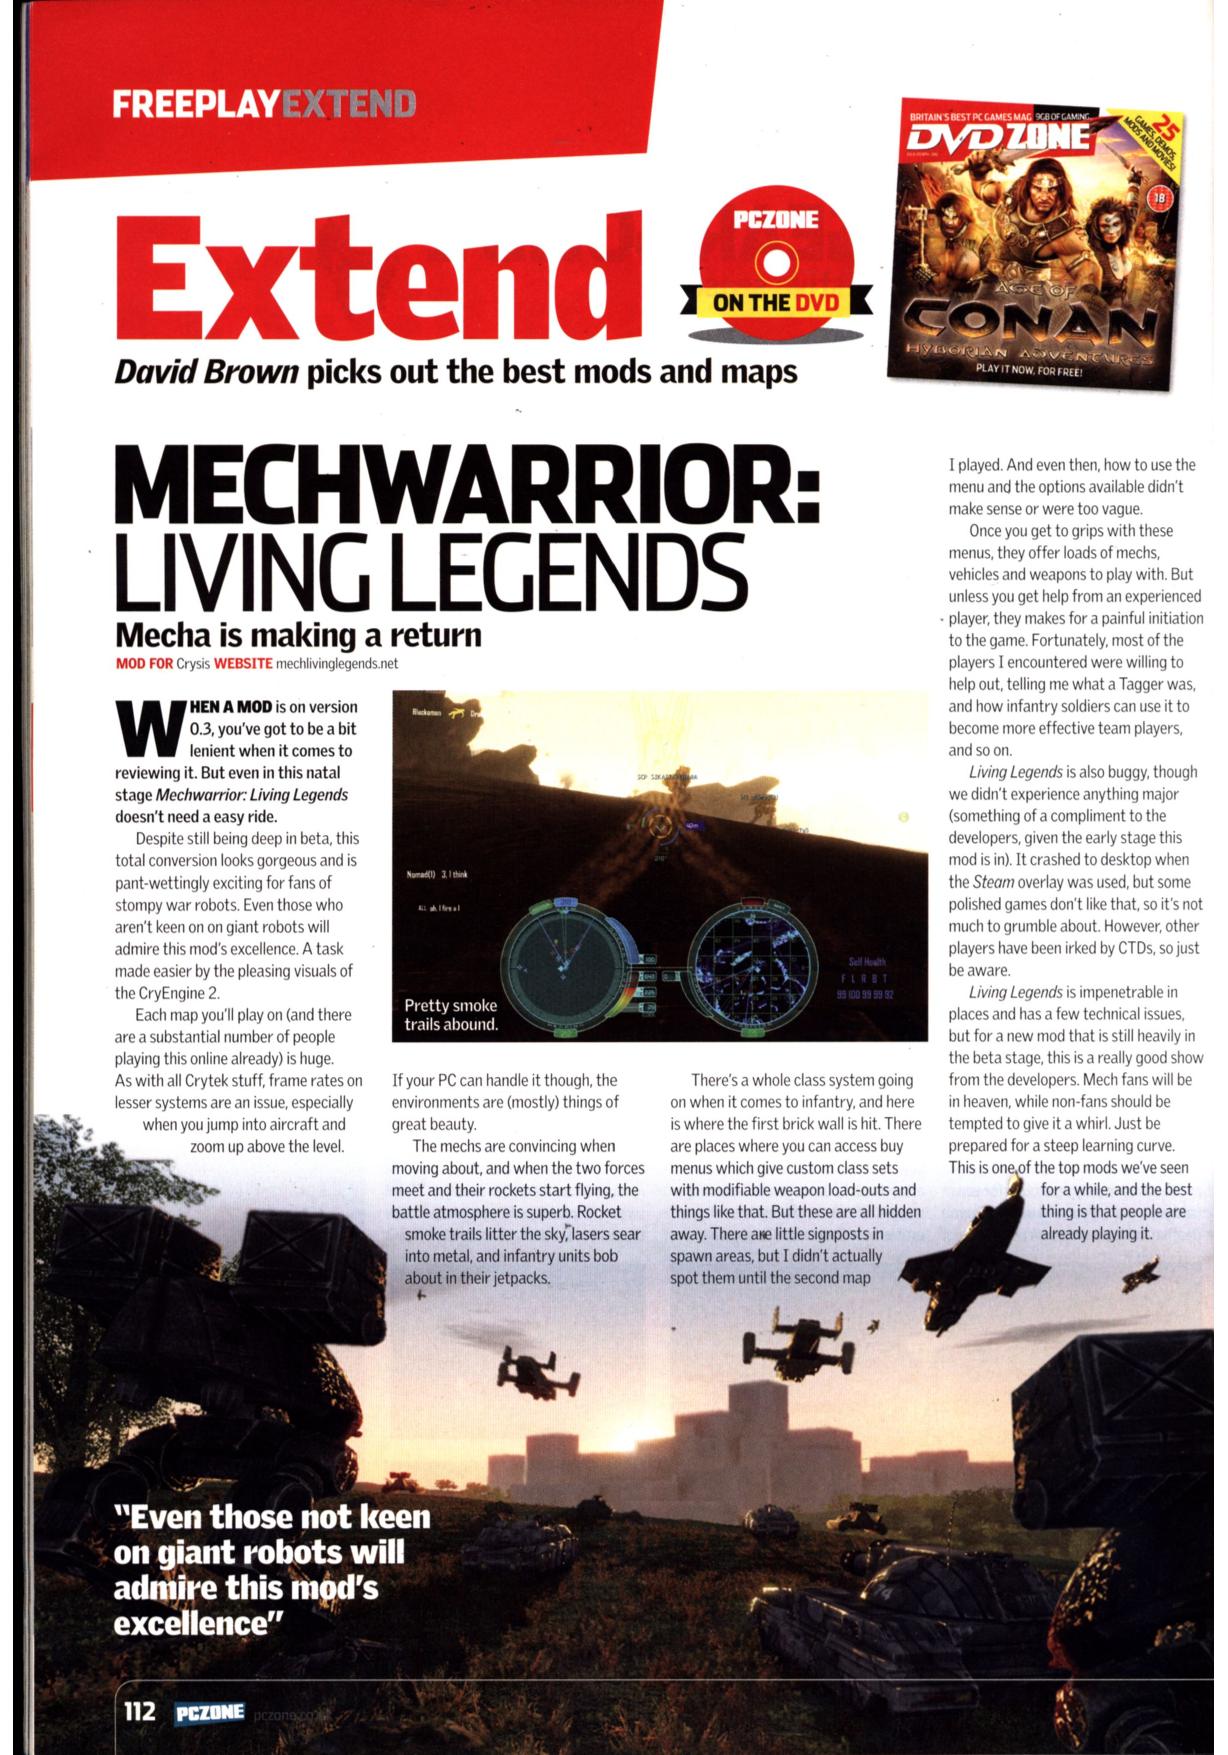 FREEPLAYEXTEND
BRITAIN'S BEST PC GAMES MAG 9GB OF GAMING
DVDZONE
25
GAMES, DEMOS,
MODS AND MOVIES!
18
AGE OF
CONAN
HYBORIAN ADVENTURES
PLAY IT NOW, FOR FREE!
Extend
PCZONE
ON THE DVD
David Brown picks out the best mods and maps
MECHWARRIOR:
LIVING LEGENDS
Mecha is making a return
MOD FOR Crysis WEBSITE mechlivinglegends.net
WHEN A MOD is on version
0.3, you've got to be a bit
lenient when it comes to
reviewing it. But even in this natal
stage Mechwarrior: Living Legends
doesn't need a easy ride.
Despite still being deep in beta, this
total conversion looks gorgeous and is
pant-wettingly exciting for fans of
stompy war robots. Even those who
aren't keen on on giant robots will
admire this mod's excellence. A task
made easier by the pleasing visuals of
the CryEngine 2.
Each map you'll play on (and there
are a substantial number of people
playing this online already) is huge.
As with all Crytek stuff, frame rates on
lesser systems are an issue, especially
when you jump into aircraft and
zoom up above the level.
Nomad(1) 3, I think
Self Health
F L R B T
99 100 99 99 92
Pretty smoke
trails abound.
If your PC can handle it though, the
environments are (mostly) things of
great beauty.
The mechs are convincing when
moving about, and when the two forces
meet and their rockets start flying, the
battle atmosphere is superb. Rocket
smoke trails litter the sky, lasers sear
into metal, and infantry units bob
about in their jetpacks.
There's a whole class system going
on when it comes to infantry, and here
is where the first brick wall is hit. There
are places where you can access buy
menus which give custom class sets
with modifiable weapon load-outs and
things like that. But these are all hidden
away. There are little signposts in
spawn areas, but I didn't actually
spot them until the second map
I played. And even then, how to use the
menu and the options available didn't
make sense or were too vague.
Once you get to grips with these
menus, they offer loads of mechs,
vehicles and weapons to play with. But
unless you get help from an experienced
player, they makes for a painful initiation
to the game. Fortunately, most of the
players I encountered were willing to
help out, telling me what a Tagger was,
and how infantry soldiers can use it to
become more effective team players,
and so on.
Living Legends is also buggy, though
we didn't experience anything major
(something of a compliment to the
developers, given the early stage this
mod is in). It crashed to desktop when
the Steam overlay was used, but some
polished games don't like that, so it's not
much to grumble about. However, other
players have been irked by CTDs, so just
be aware.
Living Legends is impenetrable in
places and has a few technical issues,
but for a new mod that is still heavily in
the beta stage, this is a really good show
from the developers. Mech fans will be
in heaven, while non-fans should be
tempted to give it a whirl. Just be
prepared for a steep learning curve.
This is one of the top mods we've seen
for a while, and the best
thing is that people are
already playing it.
"Even those not keen
on giant robots will
admire this mod's
excellence"
112 PCZONE pczone.co.uk